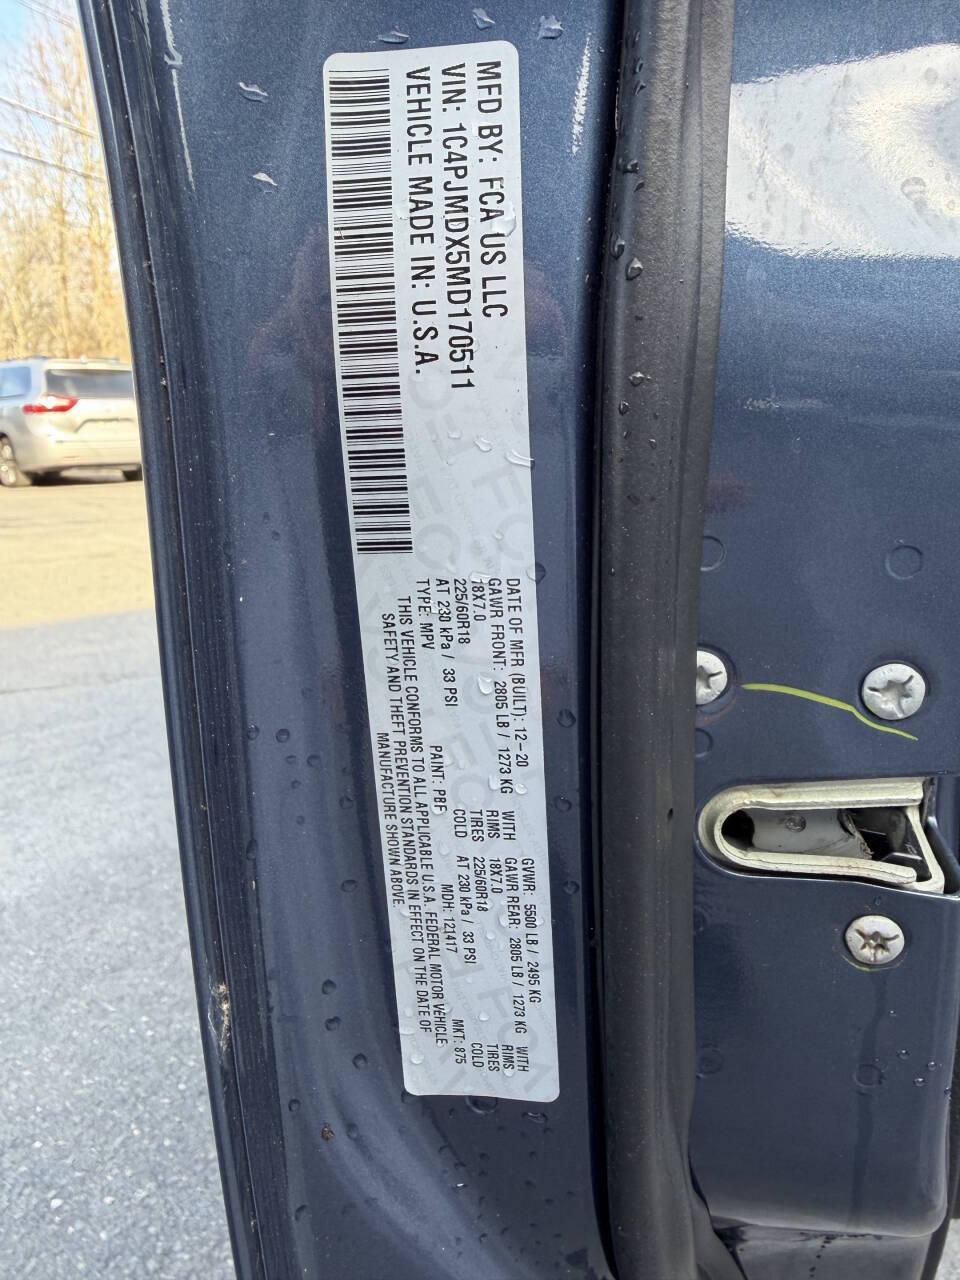 MFD BY: FCA US LLC
VIN: 1C4PJMDX5MD170511
VEHICLE MADE IN: U.S.A.
DATE OF MFR (BUILT): 12-20 GVWR: 5500 LB / 2495 KG
GAWR FRONT: 2805 LB / 1273 KG WITH GAWR REAR: 2805 LB / 1273 KG WITH
18X7.0 RIMS 18X7.0 RIMS
225/60R18 TIRES 225/60R18 TIRES
AT 230 kPa / 33 PSI COLD AT 230 kPa / 33 PSI COLD
TYPE: MPV PAINT: PBF MDH: 121417 MKT: 875
THIS VEHICLE CONFORMS TO ALL APPLICABLE U.S.A. FEDERAL MOTOR VEHICLE
SAFETY AND THEFT PREVENTION STANDARDS IN EFFECT ON THE DATE OF
MANUFACTURE SHOWN ABOVE.